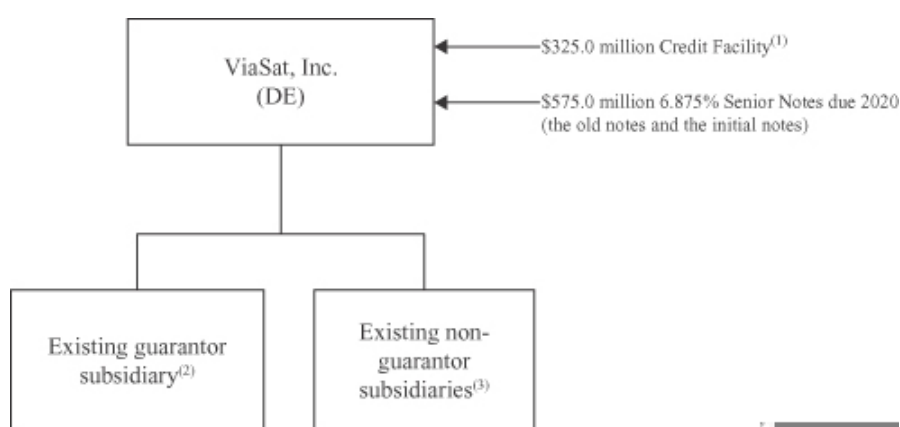 ViaSat, Inc.
(DE)
$325.0 million Credit Facility(1)
$575.0 million 6.875% Senior Notes due 2020
(the old notes and the initial notes)
Existing guarantor
subsidiary(2)
Existing non-
guarantor
subsidiaries(3)